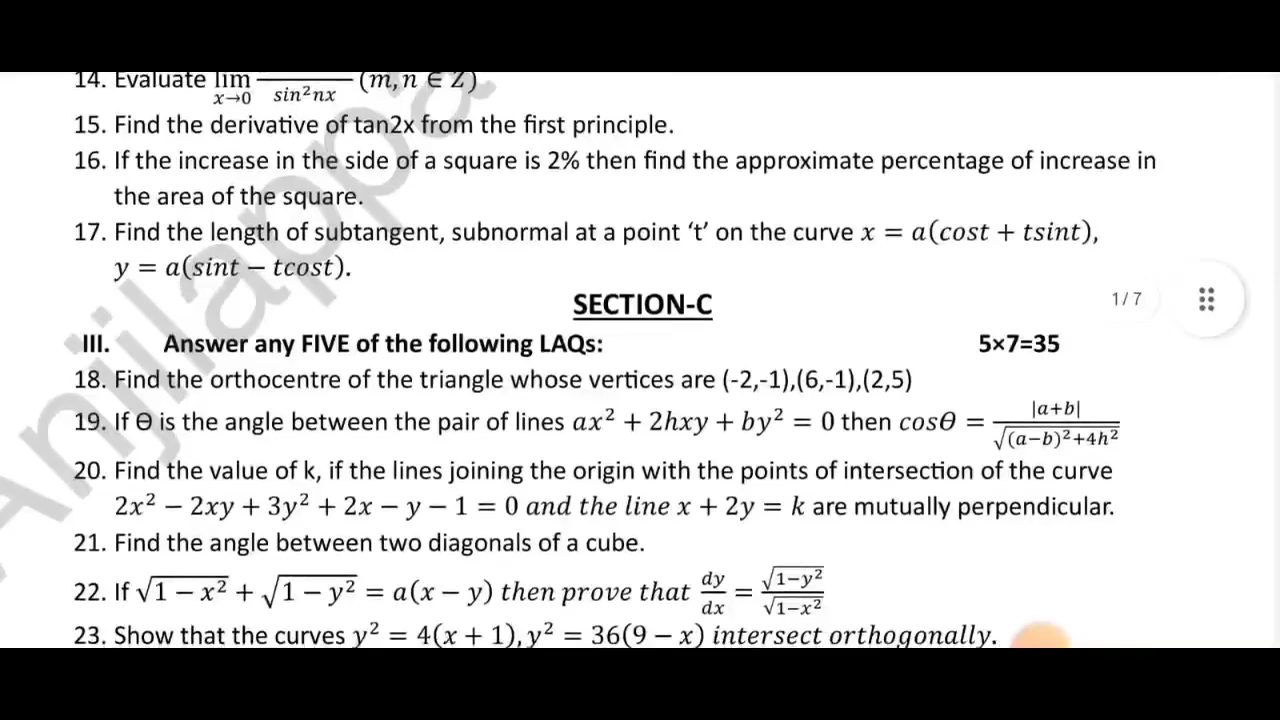 14. Evaluate lim x→0 sin²nx (m, n ∈ Z)
15. Find the derivative of tan2x from the first principle.
16. If the increase in the side of a square is 2% then find the approximate percentage of increase in
the area of the square.
17. Find the length of subtangent, subnormal at a point ‘t’ on the curve x = a(cost + tsint),
y = a(sint − tcost).
SECTION-C
1/7
III. Answer any FIVE of the following LAQs: 5×7=35
18. Find the orthocentre of the triangle whose vertices are (-2,-1),(6,-1),(2,5)
19. If Θ is the angle between the pair of lines ax² + 2hxy + by² = 0 then cosθ = |a+b| / √(a−b)²+4h²
20. Find the value of k, if the lines joining the origin with the points of intersection of the curve
2x² − 2xy + 3y² + 2x − y − 1 = 0 and the line x + 2y = k are mutually perpendicular.
21. Find the angle between two diagonals of a cube.
22. If √1 − x² + √1 − y² = a(x − y) then prove that dy/dx = √1−y² / √1−x²
23. Show that the curves y² = 4(x + 1), y² = 36(9 − x) intersect orthogonally.
Anjilappa